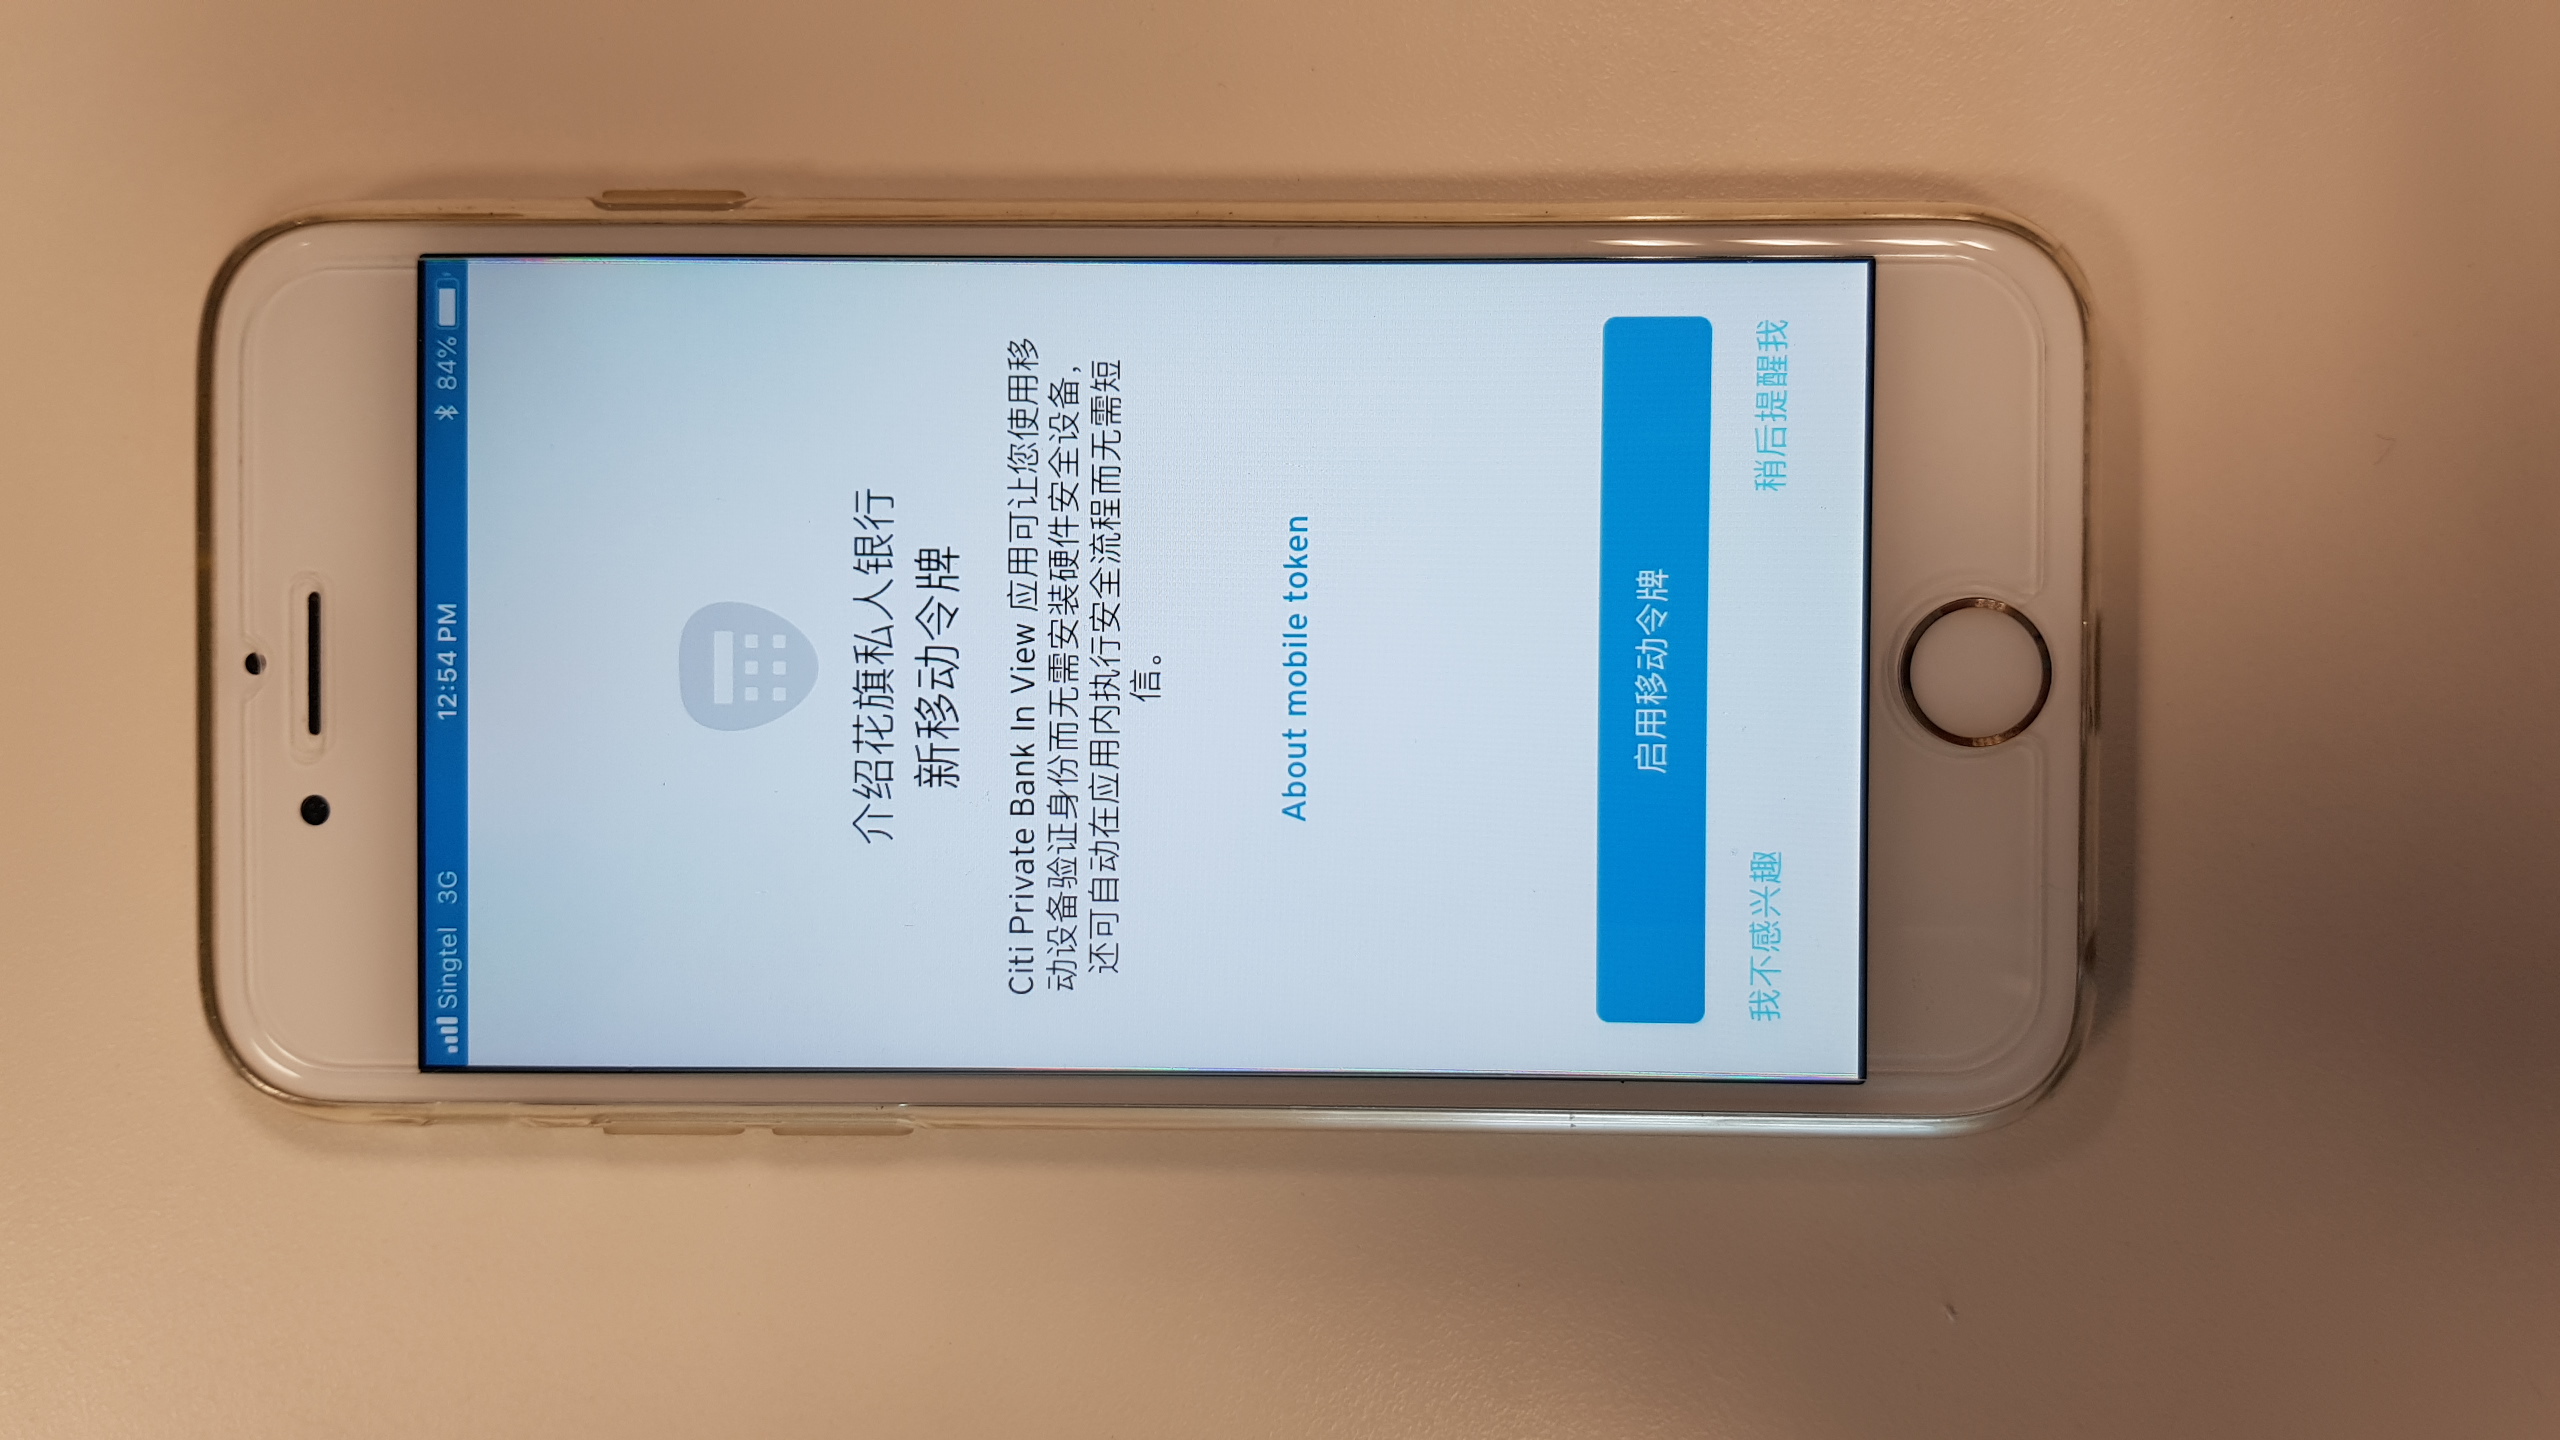 Singtel 3G 12:54 PM 84%
介绍花旗私人银行
新移动令牌
Citi Private Bank In View 应用可让您使用移
动设备验证身份而无需安装硬件安全设备，
还可自动在应用内执行安全流程而无需短
信。
About mobile token
启用移动令牌
我不感兴趣 稍后提醒我